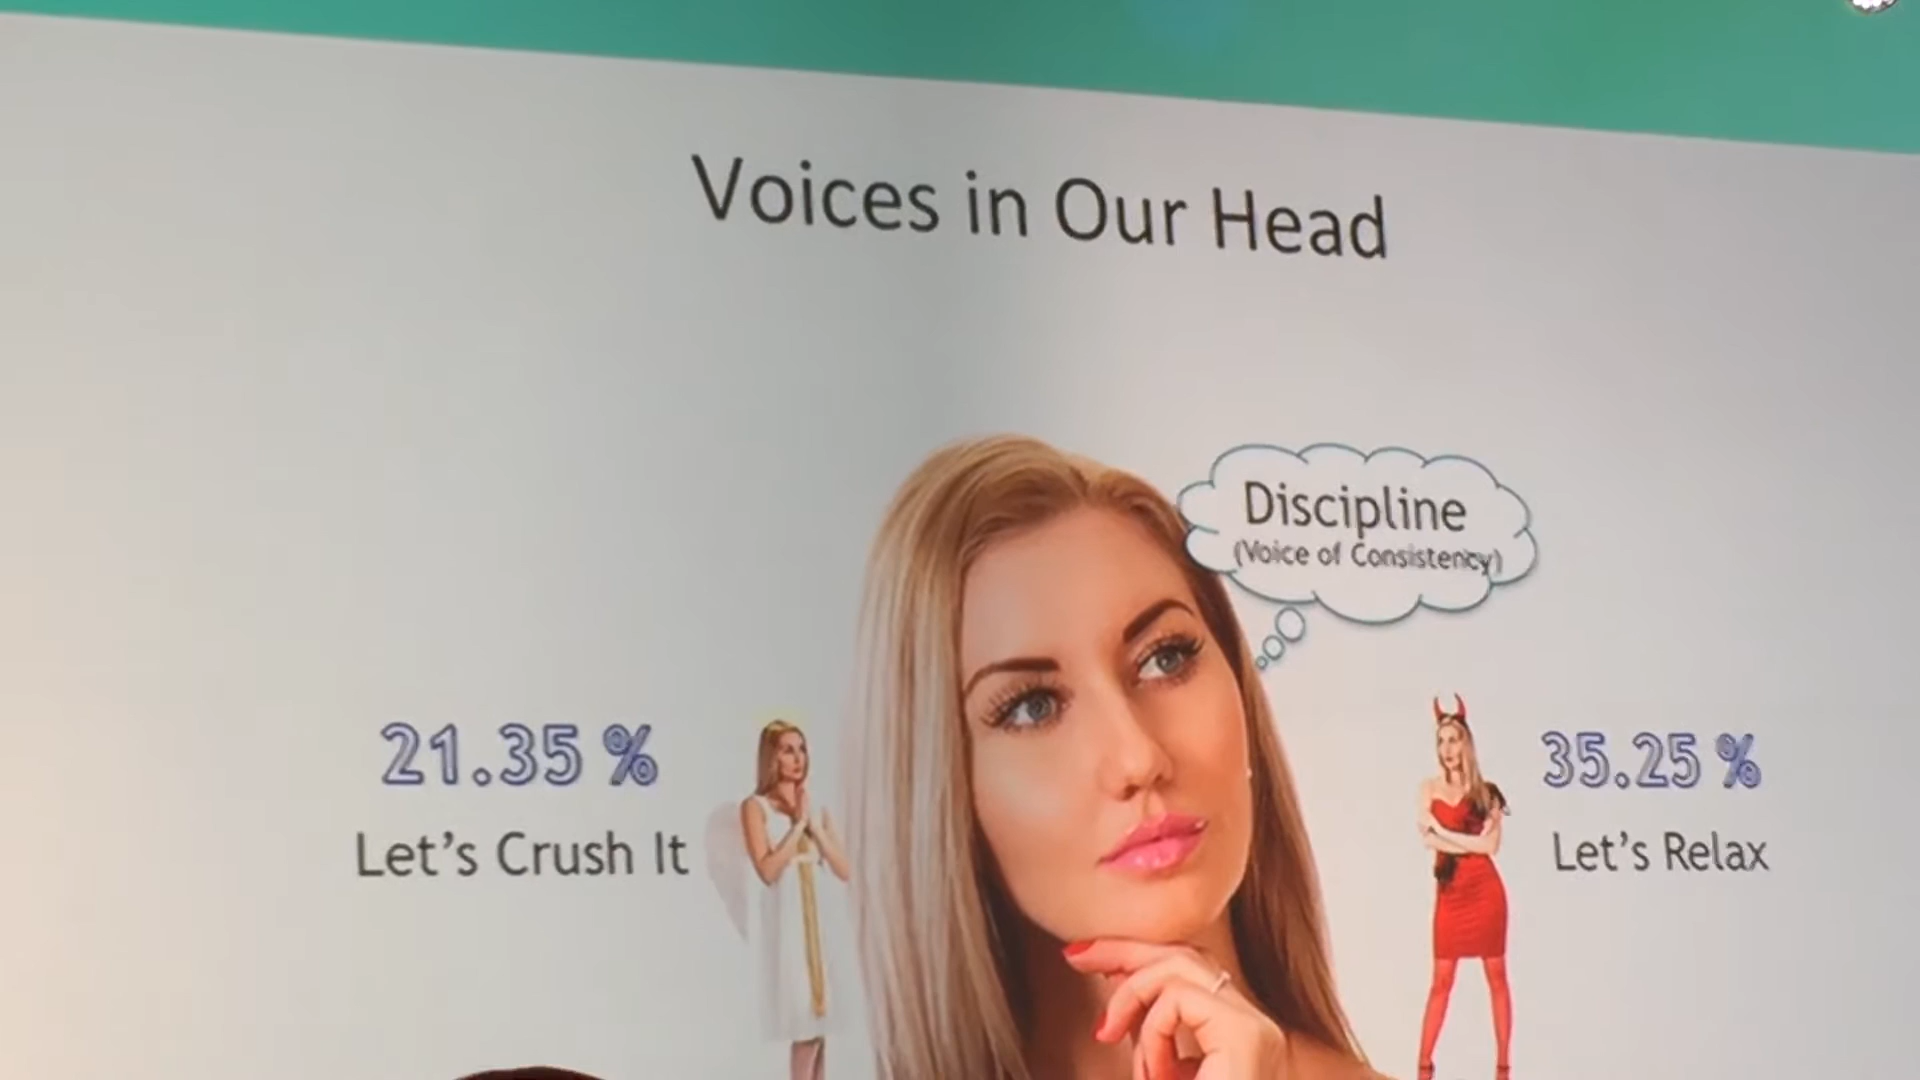 Voices in Our Head
Discipline
(Voice of Consistency)
21.35 %
Let's Crush It
35.25 %
Let's Relax